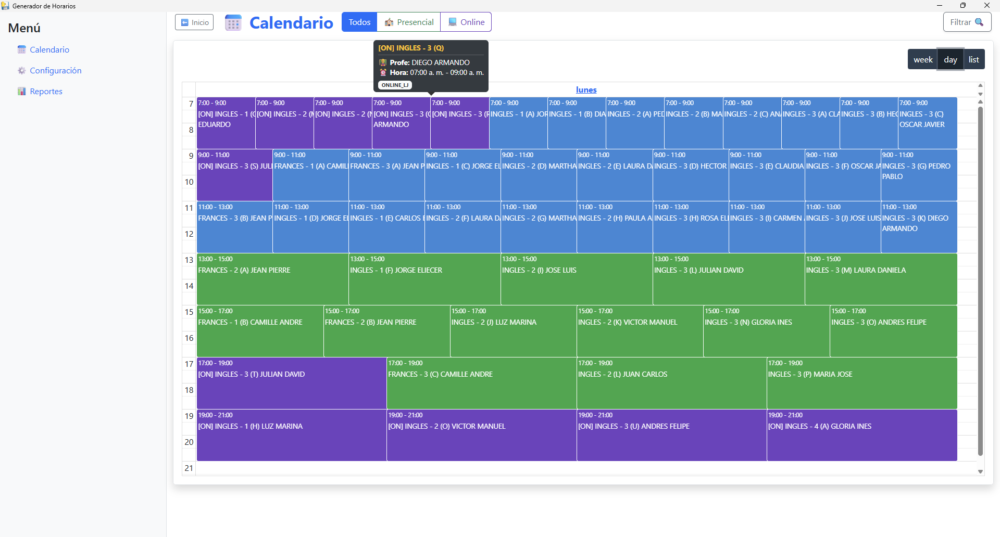 Generador de Horarios
Menú
Calendario
Configuración
Reportes
Inicio
Calendario
Todos
Presencial
Online
Filtrar
week
day
list
[ON] INGLES - 3 (Q)
Profe: DIEGO ARMANDO
Hora: 07:00 a. m. - 09:00 a. m.
ONLINE_LJ
lunes
7
7:00 - 9:00
[ON] INGLES - 1 (
EDUARDO
7:00 - 9:00
[ON] INGLES - 2 (
7:00 - 9:00
[ON] INGLES - 2 (
7:00 - 9:00
[ON] INGLES - 3 (
ARMANDO
7:00 - 9:00
[ON] INGLES - 3 (
7:00 - 9:00
INGLES - 1 (A) JOR
7:00 - 9:00
INGLES - 1 (B) DIA
7:00 - 9:00
INGLES - 2 (A) PED
7:00 - 9:00
INGLES - 2 (B) MA
7:00 - 9:00
INGLES - 2 (C) AN
7:00 - 9:00
INGLES - 3 (A) CLA
7:00 - 9:00
INGLES - 3 (B) HEC
7:00 - 9:00
INGLES - 3 (C)
OSCAR JAVIER
8
9
9:00 - 11:00
[ON] INGLES - 3 (S) JULI
9:00 - 11:00
FRANCES - 1 (A) CAMIL
9:00 - 11:00
FRANCES - 3 (A) JEAN P
9:00 - 11:00
INGLES - 1 (C) JORGE EL
9:00 - 11:00
INGLES - 2 (D) MARTHA
9:00 - 11:00
INGLES - 2 (E) LAURA D
9:00 - 11:00
INGLES - 3 (D) HECTOR
9:00 - 11:00
INGLES - 3 (E) CLAUDIA
9:00 - 11:00
INGLES - 3 (F) OSCAR JA
9:00 - 11:00
INGLES - 3 (G) PEDRO
PABLO
10
11
11:00 - 13:00
FRANCES - 3 (B) JEAN P
11:00 - 13:00
INGLES - 1 (D) JORGE EL
11:00 - 13:00
INGLES - 1 (E) CARLOS E
11:00 - 13:00
INGLES - 2 (F) LAURA D
11:00 - 13:00
INGLES - 2 (G) MARTHA
11:00 - 13:00
INGLES - 2 (H) PAULA A
11:00 - 13:00
INGLES - 3 (H) ROSA ELI
11:00 - 13:00
INGLES - 3 (I) CARMEN
11:00 - 13:00
INGLES - 3 (J) JOSE LUIS
11:00 - 13:00
INGLES - 3 (K) DIEGO
ARMANDO
12
13
13:00 - 15:00
FRANCES - 2 (A) JEAN PIERRE
13:00 - 15:00
INGLES - 1 (F) JORGE ELIECER
13:00 - 15:00
INGLES - 2 (I) JOSE LUIS
13:00 - 15:00
INGLES - 3 (L) JULIAN DAVID
13:00 - 15:00
INGLES - 3 (M) LAURA DANIELA
14
15
15:00 - 17:00
FRANCES - 1 (B) CAMILLE ANDRE
15:00 - 17:00
FRANCES - 2 (B) JEAN PIERRE
15:00 - 17:00
INGLES - 2 (J) LUZ MARINA
15:00 - 17:00
INGLES - 2 (K) VICTOR MANUEL
15:00 - 17:00
INGLES - 3 (N) GLORIA INES
15:00 - 17:00
INGLES - 3 (O) ANDRES FELIPE
16
17
17:00 - 19:00
[ON] INGLES - 3 (T) JULIAN DAVID
17:00 - 19:00
FRANCES - 3 (C) CAMILLE ANDRE
17:00 - 19:00
INGLES - 2 (L) JUAN CARLOS
17:00 - 19:00
INGLES - 3 (P) MARIA JOSE
18
19
19:00 - 21:00
[ON] INGLES - 1 (H) LUZ MARINA
19:00 - 21:00
[ON] INGLES - 2 (O) VICTOR MANUEL
19:00 - 21:00
[ON] INGLES - 3 (U) ANDRES FELIPE
19:00 - 21:00
[ON] INGLES - 4 (A) GLORIA INES
20
21